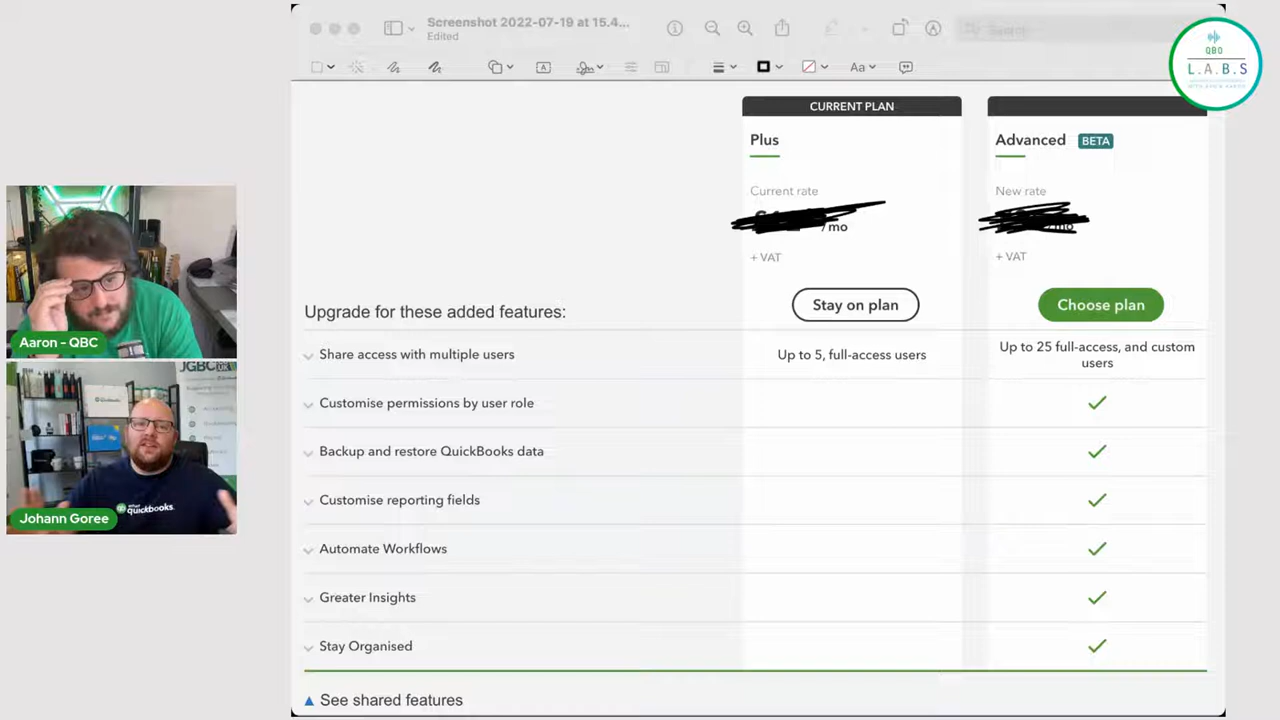 Screenshot 2022-07-19 at 15.4...
Edited
Search
QBO
L.A.B.S
Aa
CURRENT PLAN
Plus
Advanced BETA
Current rate
New rate
/mo
/mo
+ VAT
+ VAT
Upgrade for these added features:
Stay on plan
Choose plan
Share access with multiple users
Up to 5, full-access users
Up to 25 full-access, and custom
users
Customise permissions by user role
Backup and restore QuickBooks data
Customise reporting fields
Automate Workflows
Greater Insights
Stay Organised
See shared features
Aaron - QBC
JGBC
quickbooks.
Johann Goree